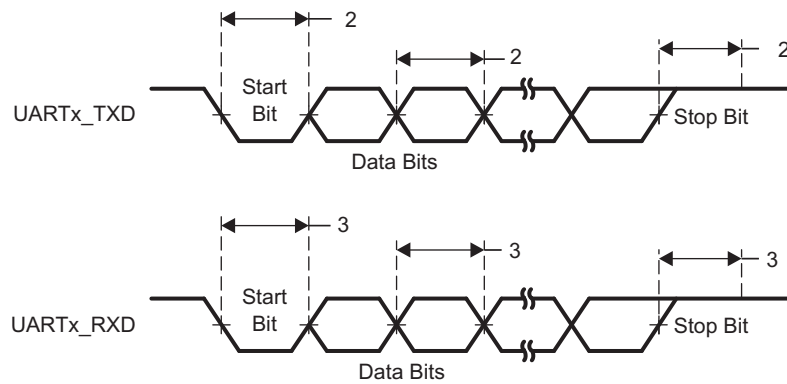 2
2
2
Start
Bit
UARTx_TXD
Stop Bit
Data Bits
3
3
3
Start
Bit
UARTx_RXD
Stop Bit
Data Bits